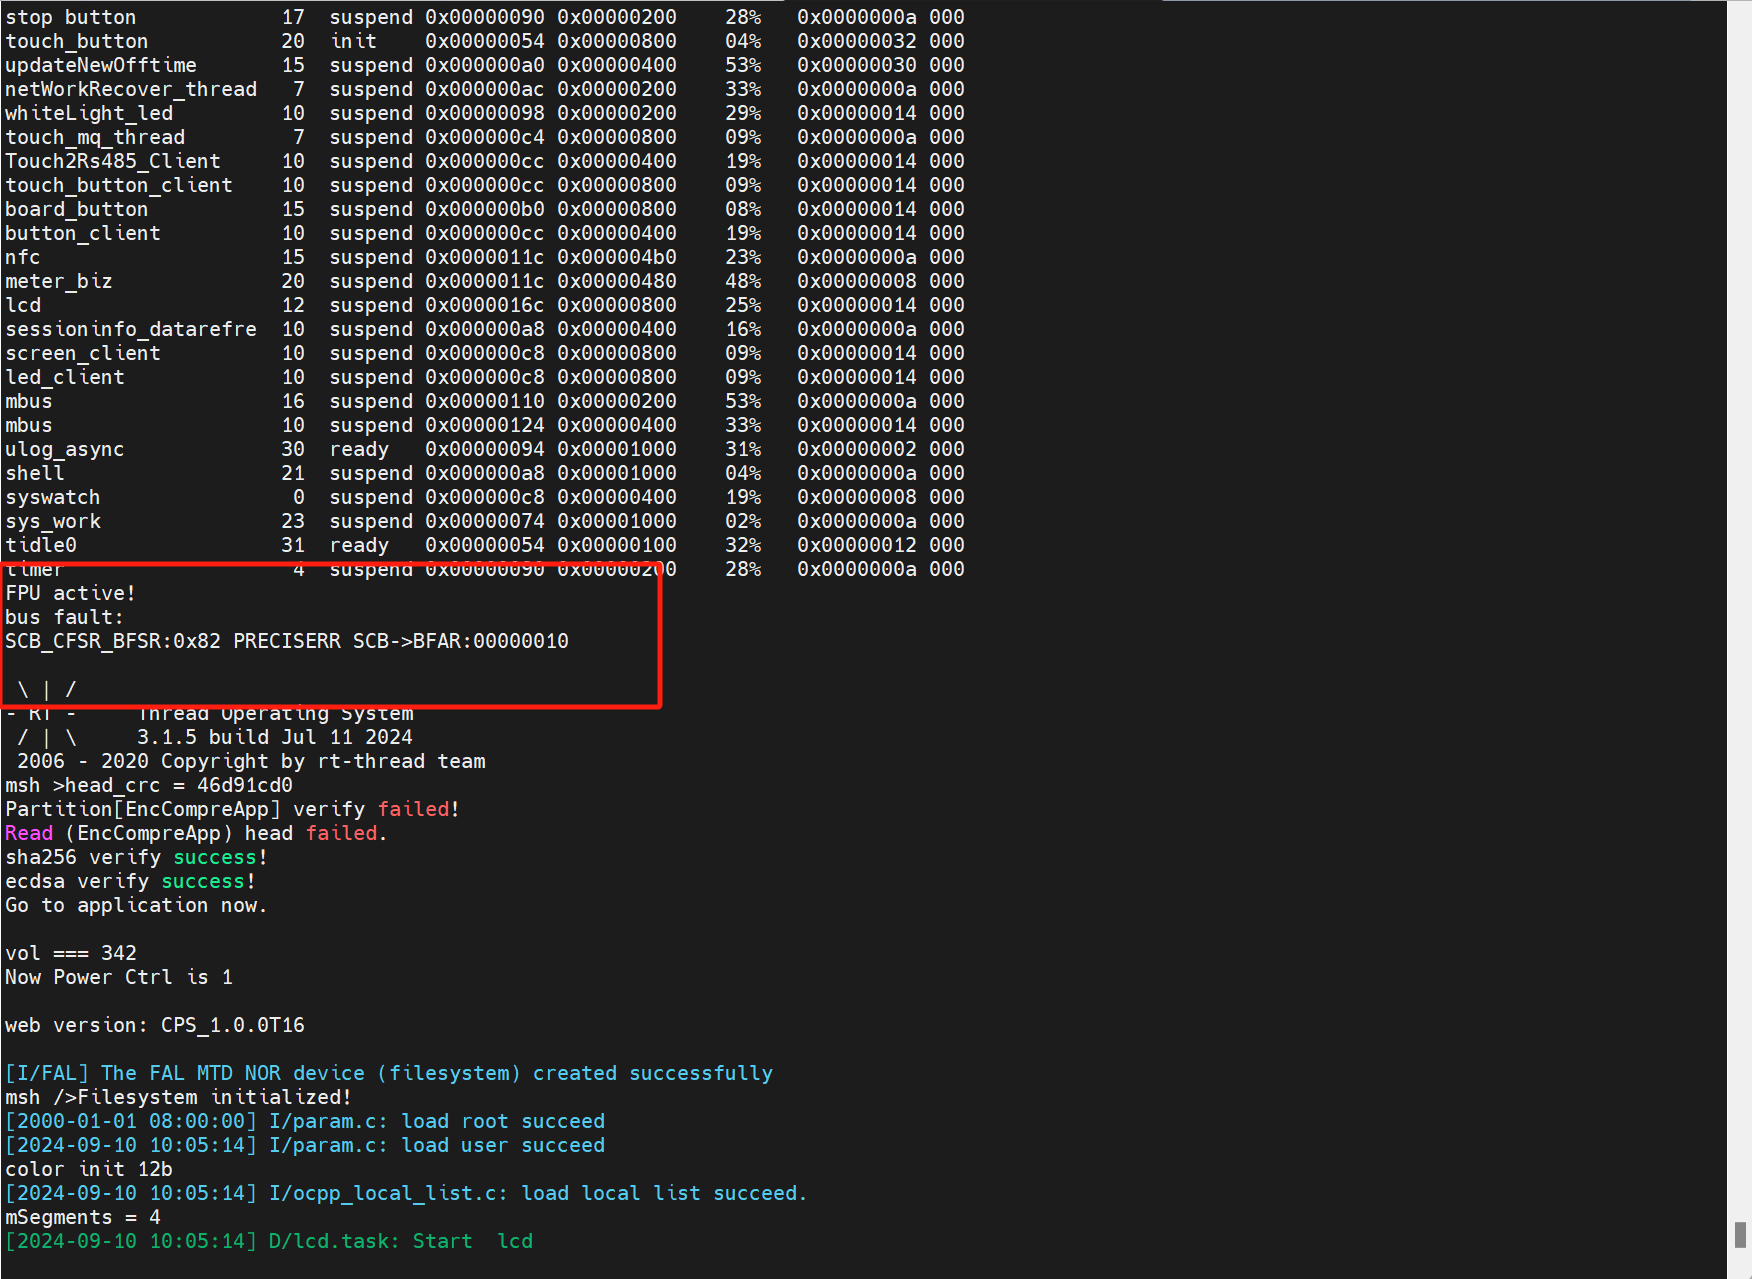 stop button            17  suspend 0x00000090 0x00000200    28%   0x0000000a 000
touch_button           20  init    0x00000054 0x00000800    04%   0x00000032 000
updateNewOfftime       15  suspend 0x000000a0 0x00000400    53%   0x00000030 000
netWorkRecover_thread   7  suspend 0x000000ac 0x00000200    33%   0x0000000a 000
whiteLight_led         10  suspend 0x00000098 0x00000200    29%   0x00000014 000
touch_mq_thread         7  suspend 0x000000c4 0x00000800    09%   0x0000000a 000
Touch2Rs485_Client     10  suspend 0x000000cc 0x00000400    19%   0x00000014 000
touch_button_client    10  suspend 0x000000cc 0x00000800    09%   0x00000014 000
board_button           15  suspend 0x000000b0 0x00000800    08%   0x00000014 000
button_client          10  suspend 0x000000cc 0x00000400    19%   0x00000014 000
nfc                    15  suspend 0x0000011c 0x000004b0    23%   0x0000000a 000
meter_biz              20  suspend 0x0000011c 0x00000480    48%   0x00000008 000
lcd                    12  suspend 0x0000016c 0x00000800    25%   0x00000014 000
sessioninfo_datarefre  10  suspend 0x000000a8 0x00000400    16%   0x0000000a 000
screen_client          10  suspend 0x000000c8 0x00000800    09%   0x00000014 000
led_client             10  suspend 0x000000c8 0x00000800    09%   0x00000014 000
mbus                   16  suspend 0x00000110 0x00000200    53%   0x0000000a 000
mbus                   10  suspend 0x00000124 0x00000400    33%   0x00000014 000
ulog_async             30  ready   0x00000094 0x00001000    31%   0x00000002 000
shell                  21  suspend 0x000000a8 0x00001000    04%   0x0000000a 000
syswatch                0  suspend 0x000000c8 0x00000400    19%   0x00000008 000
sys_work               23  suspend 0x00000074 0x00001000    02%   0x0000000a 000
tidle0                 31  ready   0x00000054 0x00000100    32%   0x00000012 000
timer                   4  suspend 0x00000090 0x00000200    28%   0x0000000a 000
FPU active!
bus fault:
SCB_CFSR_BFSR:0x82 PRECISERR SCB->BFAR:00000010
 \ | /
- RT -     Thread Operating System
 / | \     3.1.5 build Jul 11 2024
 2006 - 2020 Copyright by rt-thread team
msh >head_crc = 46d91cd0
Partition[EncCompreApp] verify failed!
Read (EncCompreApp) head failed.
sha256 verify success!
ecdsa verify success!
Go to application now.
vol === 342
Now Power Ctrl is 1
web version: CPS_1.0.0T16
[I/FAL] The FAL MTD NOR device (filesystem) created successfully
msh />Filesystem initialized!
[2000-01-01 08:00:00] I/param.c: load root succeed
[2024-09-10 10:05:14] I/param.c: load user succeed
color init 12b
[2024-09-10 10:05:14] I/ocpp_local_list.c: load local list succeed.
mSegments = 4
[2024-09-10 10:05:14] D/lcd.task: Start  lcd